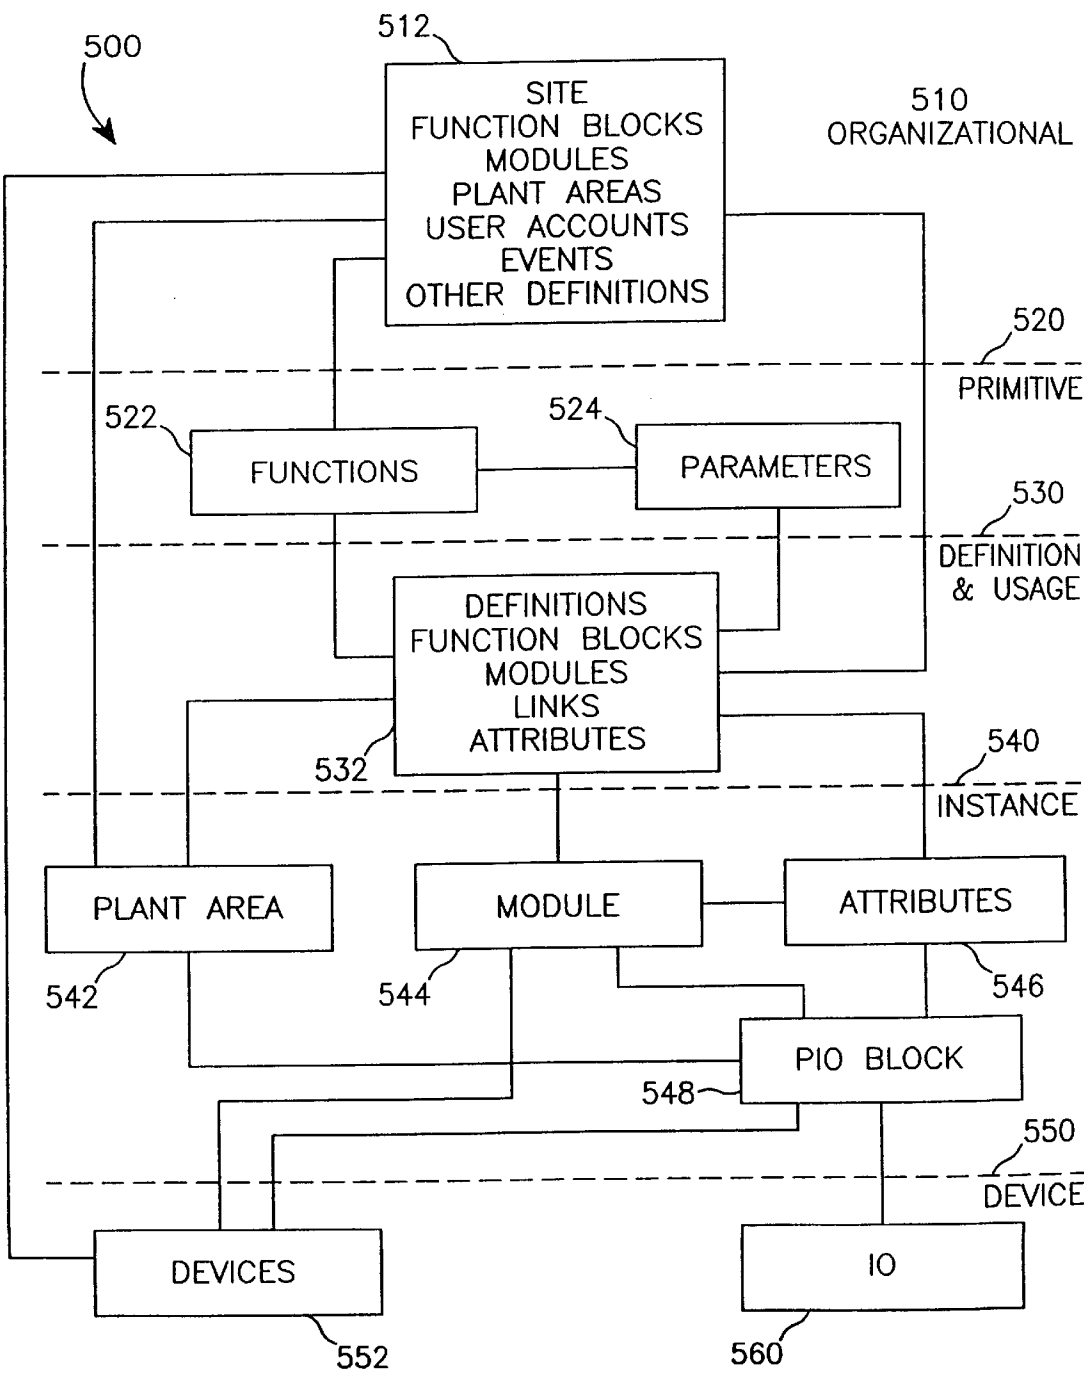 512
500
SITE
FUNCTION BLOCKS
MODULES
PLANT AREAS
USER ACCOUNTS
EVENTS
OTHER DEFINITIONS
510
ORGANIZATIONAL
520
PRIMITIVE
522
FUNCTIONS
524
PARAMETERS
530
DEFINITION
& USAGE
DEFINITIONS
FUNCTION BLOCKS
MODULES
LINKS
ATTRIBUTES
532
540
INSTANCE
PLANT AREA
542
MODULE
544
ATTRIBUTES
546
PIO BLOCK
548
550
DEVICE
DEVICES
552
IO
560